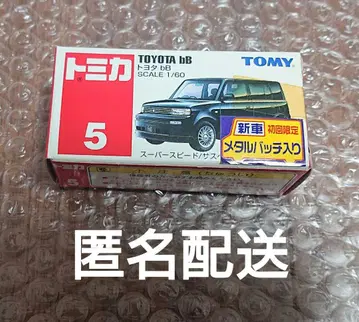 トミカ
5
TOYOTA bB
トヨタ bB
SCALE 1/60
TOMY
新車 初回限定
メタルバッチ入り
スーパースピード/サス
5
匿名配送